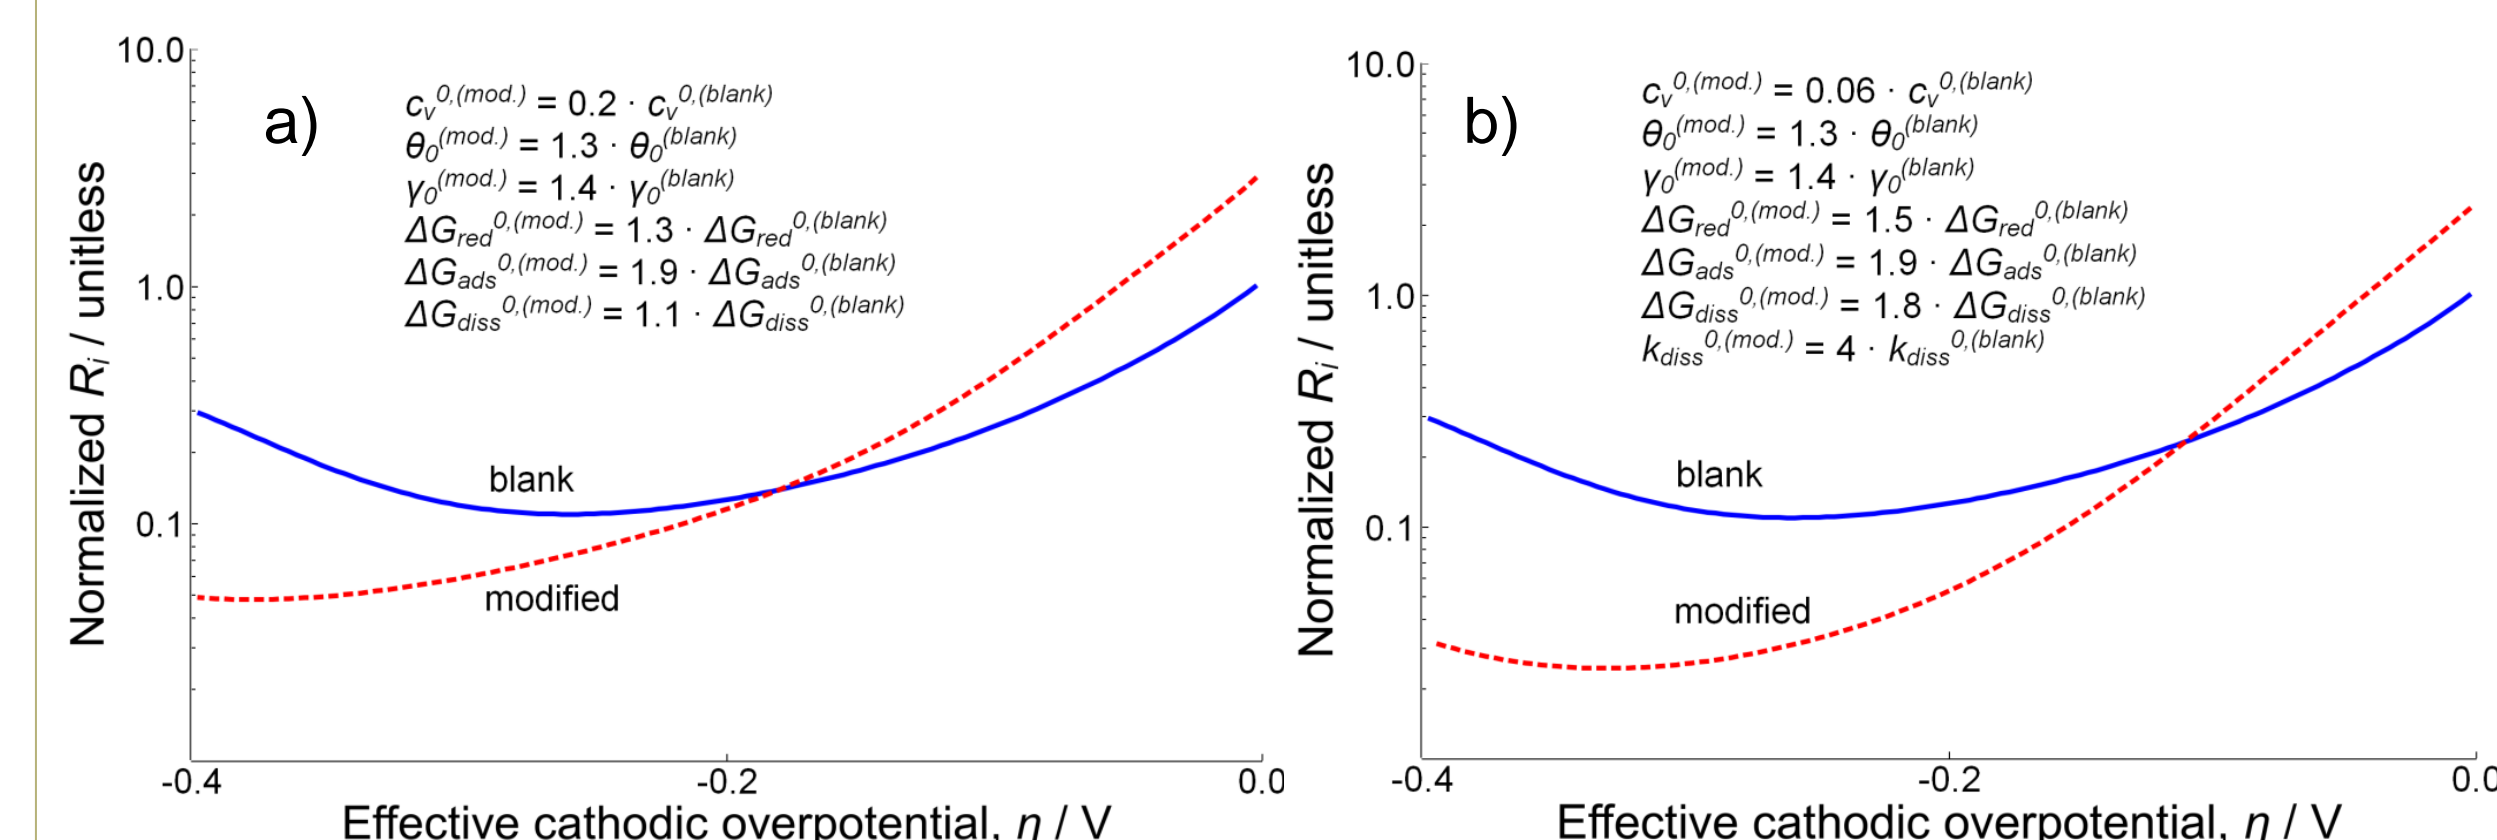 a)
c_v^0,(mod.) = 0.2 · c_v^0,(blank)
θ_0^(mod.) = 1.3 · θ_0^(blank)
γ_0^(mod.) = 1.4 · γ_0^(blank)
ΔG_red^0,(mod.) = 1.3 · ΔG_red^0,(blank)
ΔG_ads^0,(mod.) = 1.9 · ΔG_ads^0,(blank)
ΔG_diss^0,(mod.) = 1.1 · ΔG_diss^0,(blank)
10.0
1.0
0.1
Normalized R_i / unitless
blank
modified
-0.4
-0.2
0.0
Effective cathodic overpotential, η / V
b)
c_v^0,(mod.) = 0.06 · c_v^0,(blank)
θ_0^(mod.) = 1.3 · θ_0^(blank)
γ_0^(mod.) = 1.4 · γ_0^(blank)
ΔG_red^0,(mod.) = 1.5 · ΔG_red^0,(blank)
ΔG_ads^0,(mod.) = 1.9 · ΔG_ads^0,(blank)
ΔG_diss^0,(mod.) = 1.8 · ΔG_diss^0,(blank)
k_diss^0,(mod.) = 4 · k_diss^0,(blank)
10.0
1.0
0.1
Normalized R_i / unitless
blank
modified
-0.4
-0.2
0.0
Effective cathodic overpotential, η / V